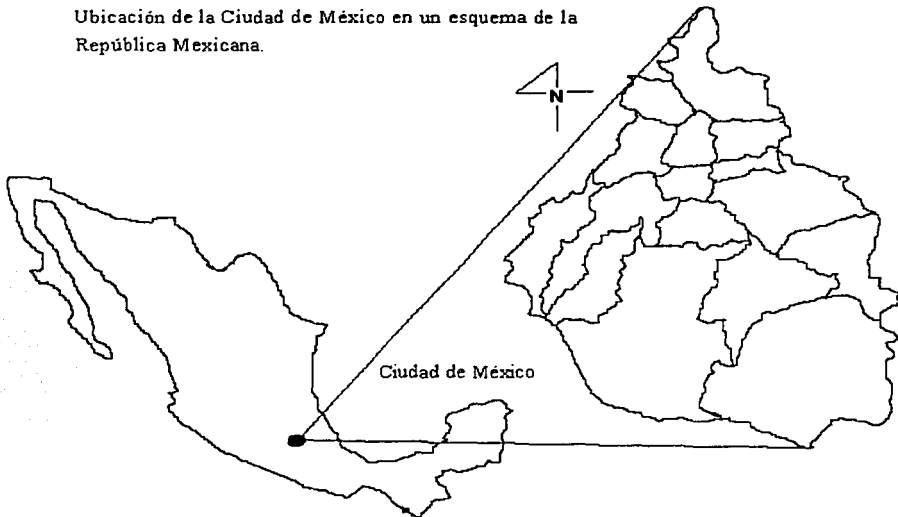 Ubicación de la Ciudad de México en un esquema de la
República Mexicana.
N
Ciudad de México